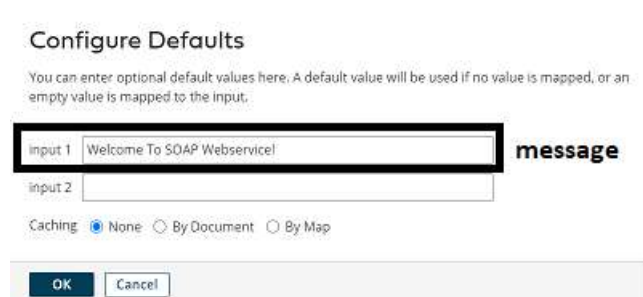 Configure Defaults
You can enter optional default values here. A default value will be used if no value is mapped, or an
empty value is mapped to the input.
input 1 Welcome To SOAP Webservice! message
input 2
Caching None By Document By Map
OK Cancel